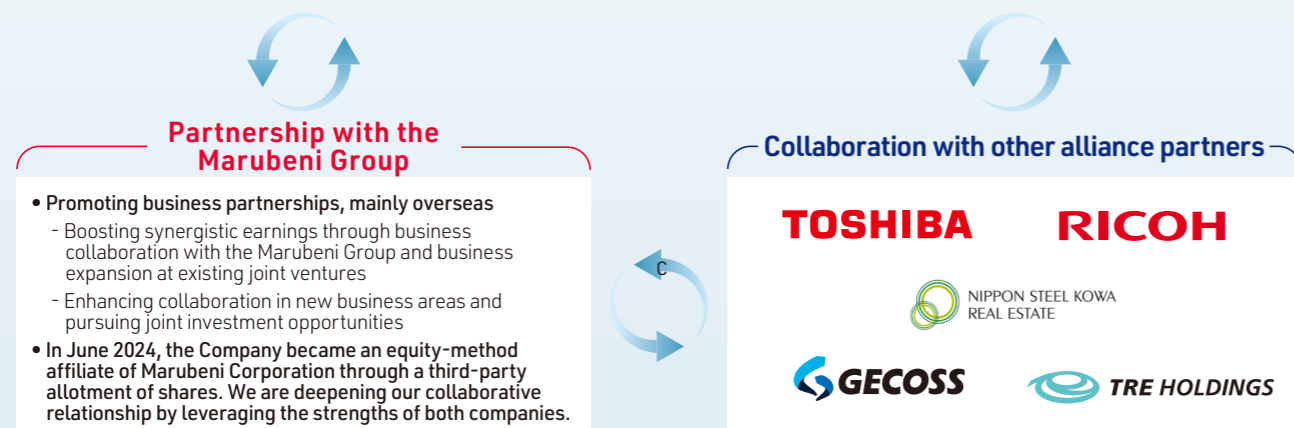 Partnership with the
Marubeni Group
• Promoting business partnerships, mainly overseas
- Boosting synergistic earnings through business
collaboration with the Marubeni Group and business
expansion at existing joint ventures
- Enhancing collaboration in new business areas and
pursuing joint investment opportunities
• In June 2024, the Company became an equity-method
affiliate of Marubeni Corporation through a third-party
allotment of shares. We are deepening our collaborative
relationship by leveraging the strengths of both companies.
C
Collaboration with other alliance partners
TOSHIBA
RICOH
NIPPON STEEL KOWA
REAL ESTATE
GECOSS
TRE HOLDINGS